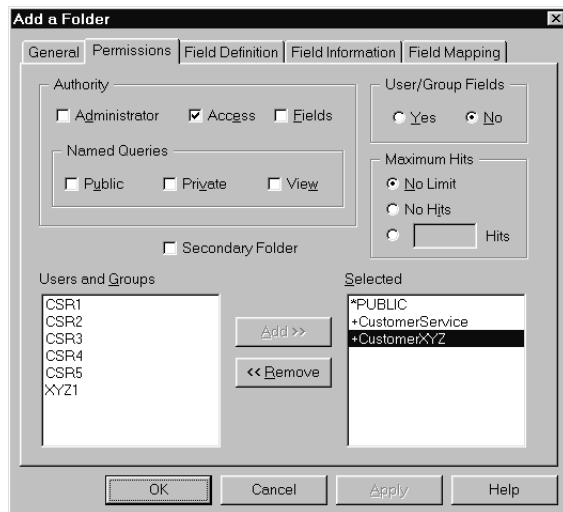 Add a Folder
General Permissions Field Definition Field Information Field Mapping
Authority
Administrator Access Fields
Named Queries
Public Private View
Secondary Folder
User/Group Fields
Yes No
Maximum Hits
No Limit
No Hits
Hits
Users and Groups
CSR1
CSR2
CSR3
CSR4
CSR5
XYZ1
Add >>
<< Remove
Selected
*PUBLIC
+CustomerService
+CustomerXYZ
OK Cancel Apply Help